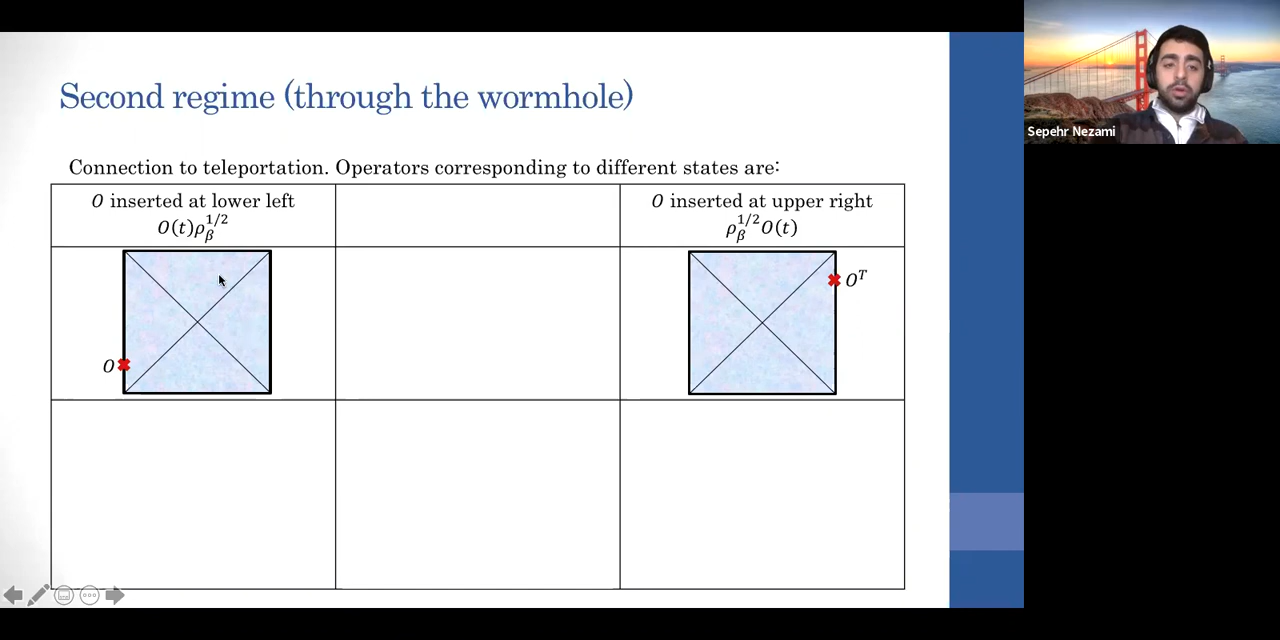 Second regime (through the wormhole)
Sepehr Nezami
Connection to teleportation. Operators corresponding to different states are:
O inserted at lower left
O(t)ρ_β^{1/2}
O inserted at upper right
ρ_β^{1/2}O(t)
O
O^T